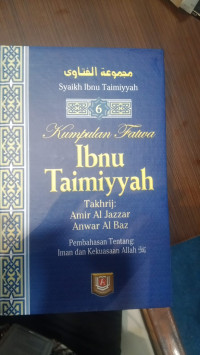 مجموعة الفتاوى
Syaikh Ibnu Taimiyyah
6
Kumpulan Fatwa
Ibnu
Taimiyyah
Takhrij:
Amir Al Jazzar
Anwar Al Baz
Pembahasan Tentang:
Iman dan Kekuasaan Allah ﷻ